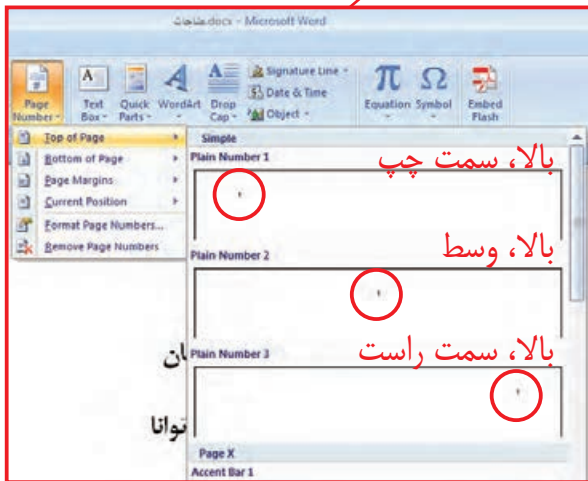 مناجات.docx - Microsoft Word
Page Number
Text Box
Quick Parts
WordArt
Drop Cap
Signature Line
Date & Time
Object
Equation
Symbol
Embed Flash
Top of Page
Bottom of Page
Page Margins
Current Position
Format Page Numbers...
Remove Page Numbers
Simple
Plain Number 1
بالا، سمت چپ
Plain Number 2
بالا، وسط
Plain Number 3
بالا، سمت راست
ان
توانا
Page X
Accent Bar 1